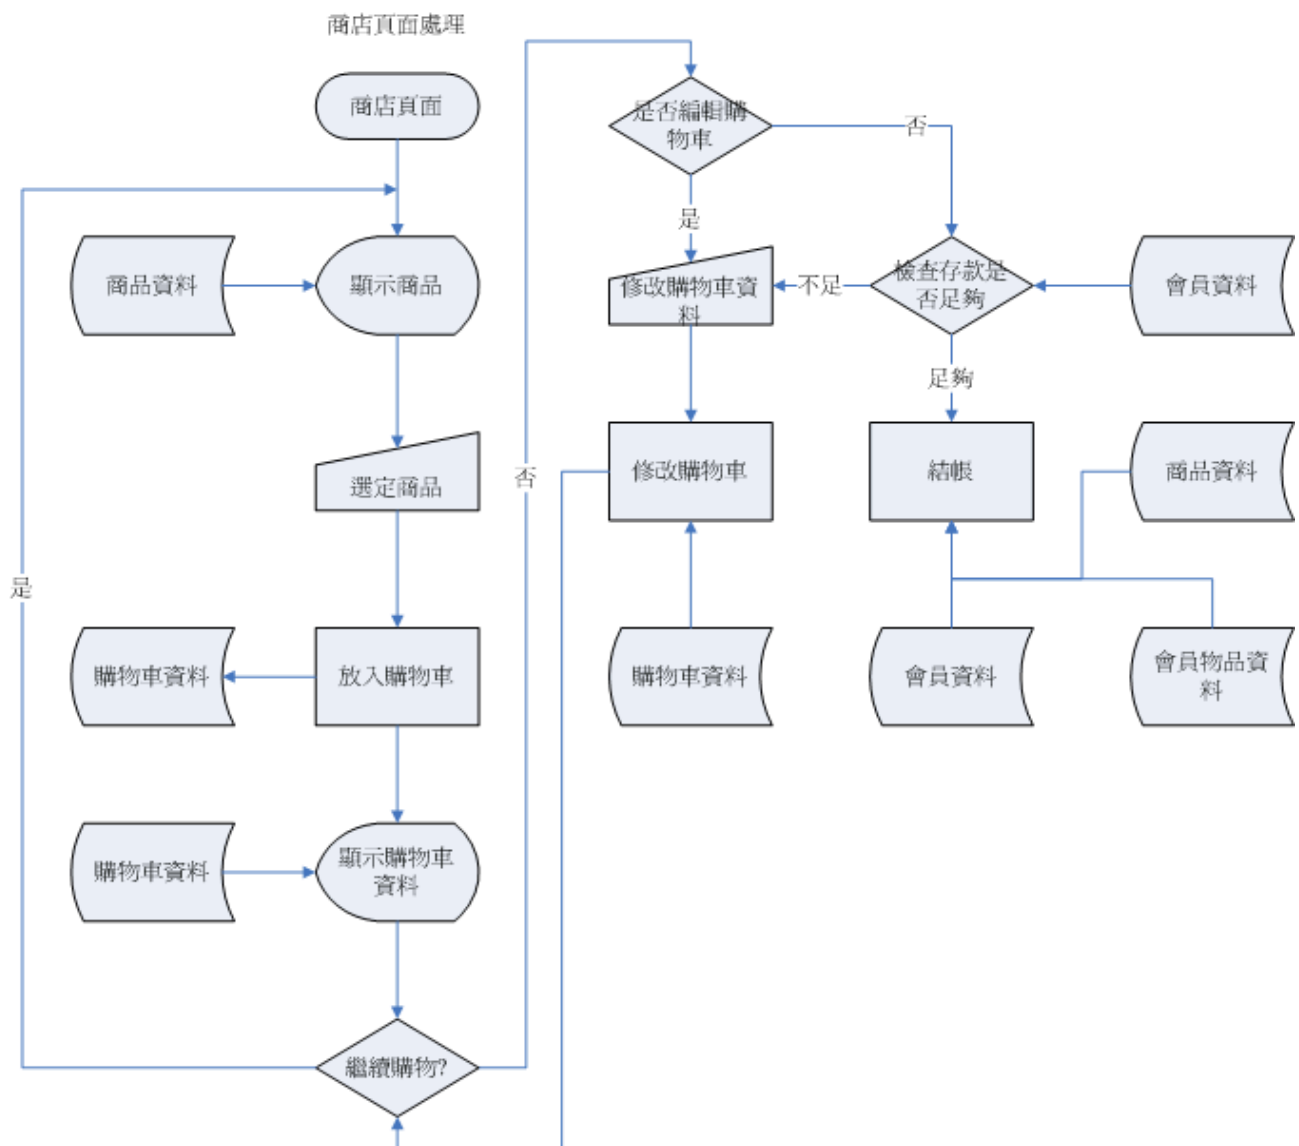 商店頁面處理
商店頁面
商品資料
顯示商品
選定商品
購物車資料
放入購物車
購物車資料
顯示購物車
資料
繼續購物?
是
否
是否編輯購
物車
否
是
修改購物車資
料
不足
檢查存款是
否足夠
會員資料
足夠
修改購物車
結帳
商品資料
購物車資料
會員資料
會員物品資
料